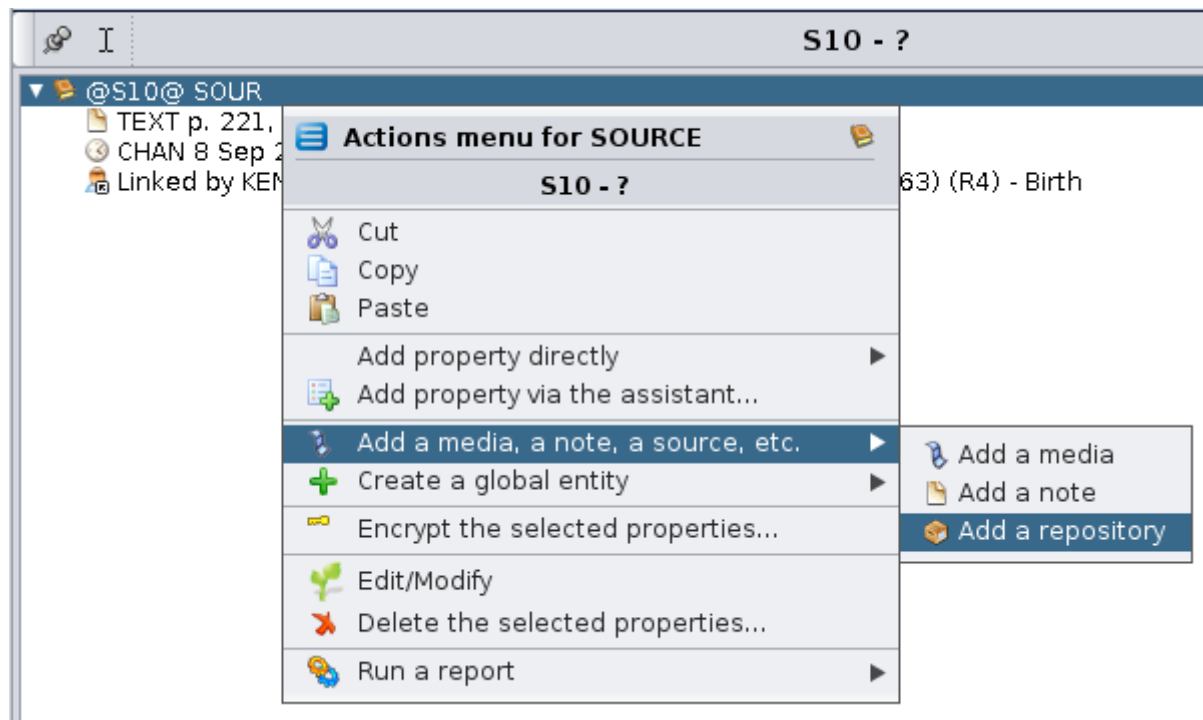 S10 - ?
@S10@ SOUR
TEXT p. 221,
CHAN 8 Sep
Linked by
63) (R4) - Birth
Actions menu for SOURCE
S10 - ?
Cut
Copy
Paste
Add property directly
Add property via the assistant...
Add a media, a note, a source, etc.
Create a global entity
Encrypt the selected properties...
Edit/Modify
Delete the selected properties...
Run a report
Add a media
Add a note
Add a repository